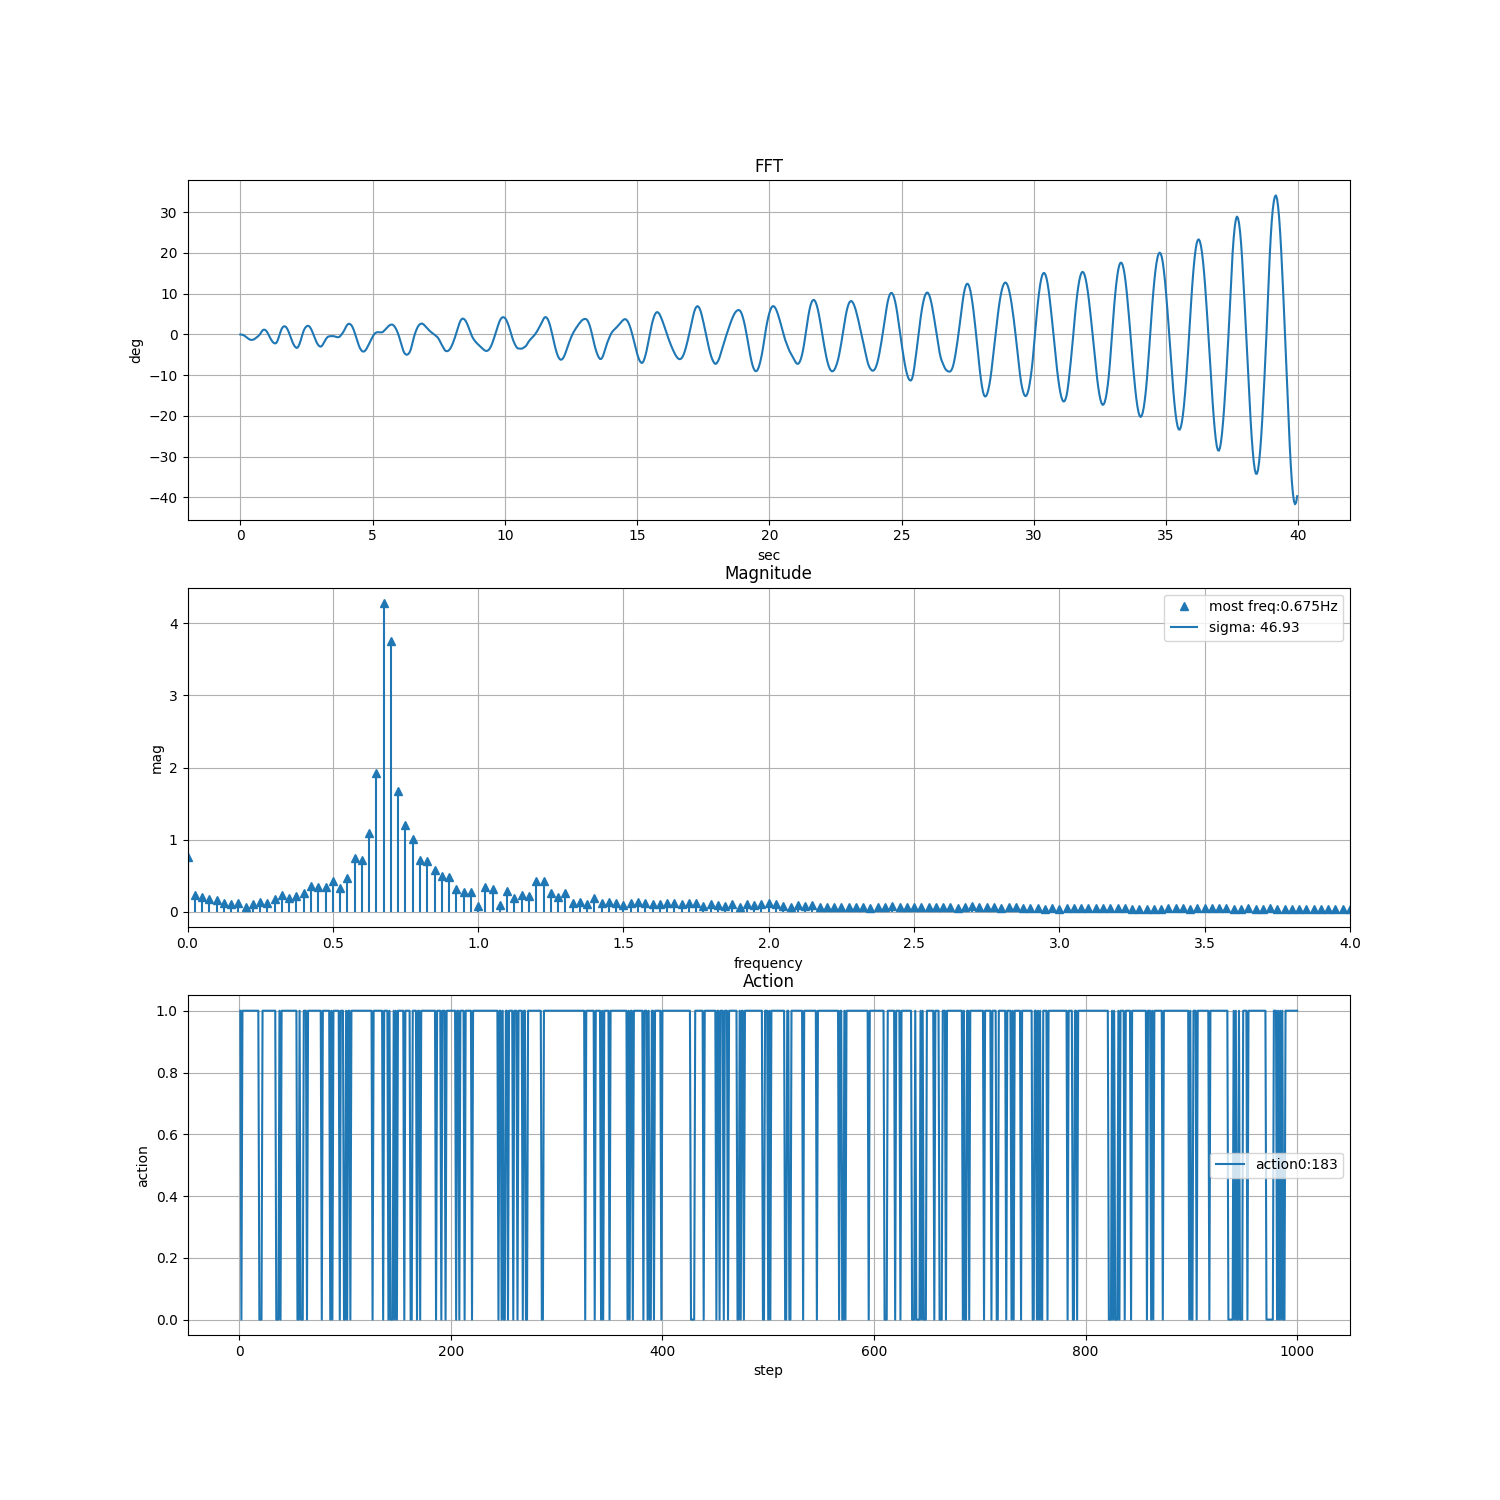 FFT
30
20
10
0
−10
−20
−30
−40
deg
0 5 10 15 20 25 30 35 40
sec
Magnitude
4
3
2
1
0
mag
most freq:0.675Hz
sigma: 46.93
0.0 0.5 1.0 1.5 2.0 2.5 3.0 3.5 4.0
frequency
Action
1.0
0.8
0.6
0.4
0.2
0.0
action
action0:183
0 200 400 600 800 1000
step